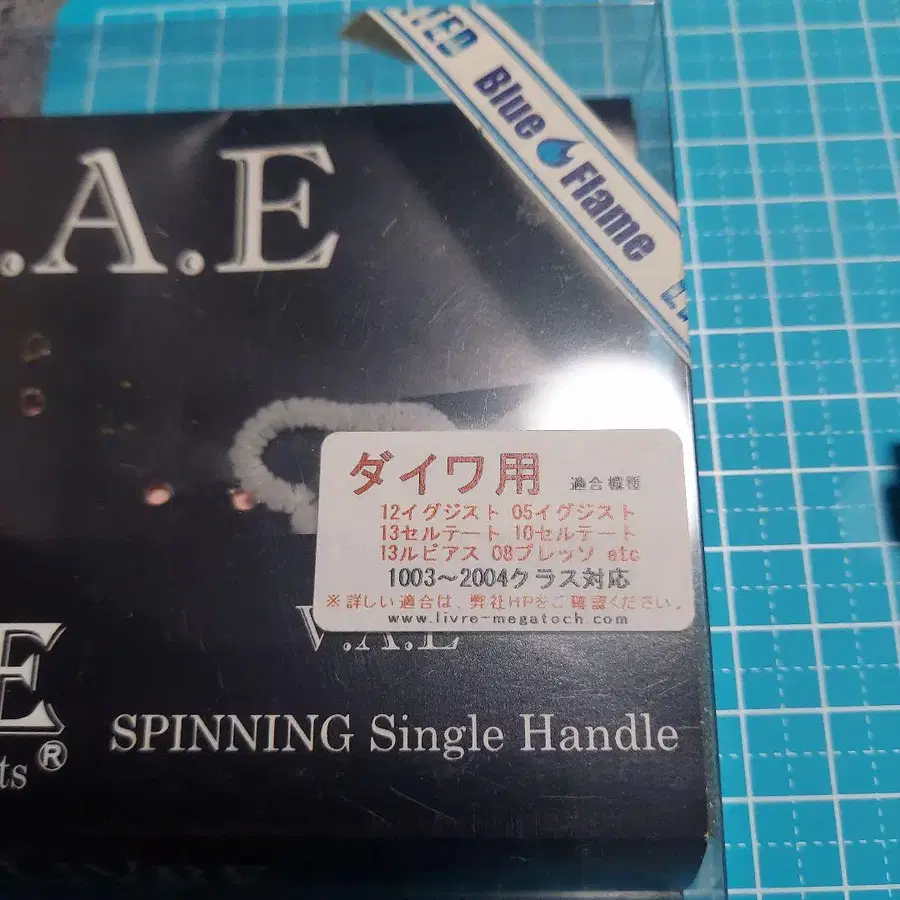 Blue Flame
.A.E
ダイワ用 適合機種
12イグジスト 05イグジスト
13セルテート 10セルテート
13ルビアス 08プレッソ etc
1003〜2004クラス対応
※詳しい適合は、弊社HPをご確認ください。
www.livre-megatoch.com
V.A.E
E
ts®
SPINNING Single Handle